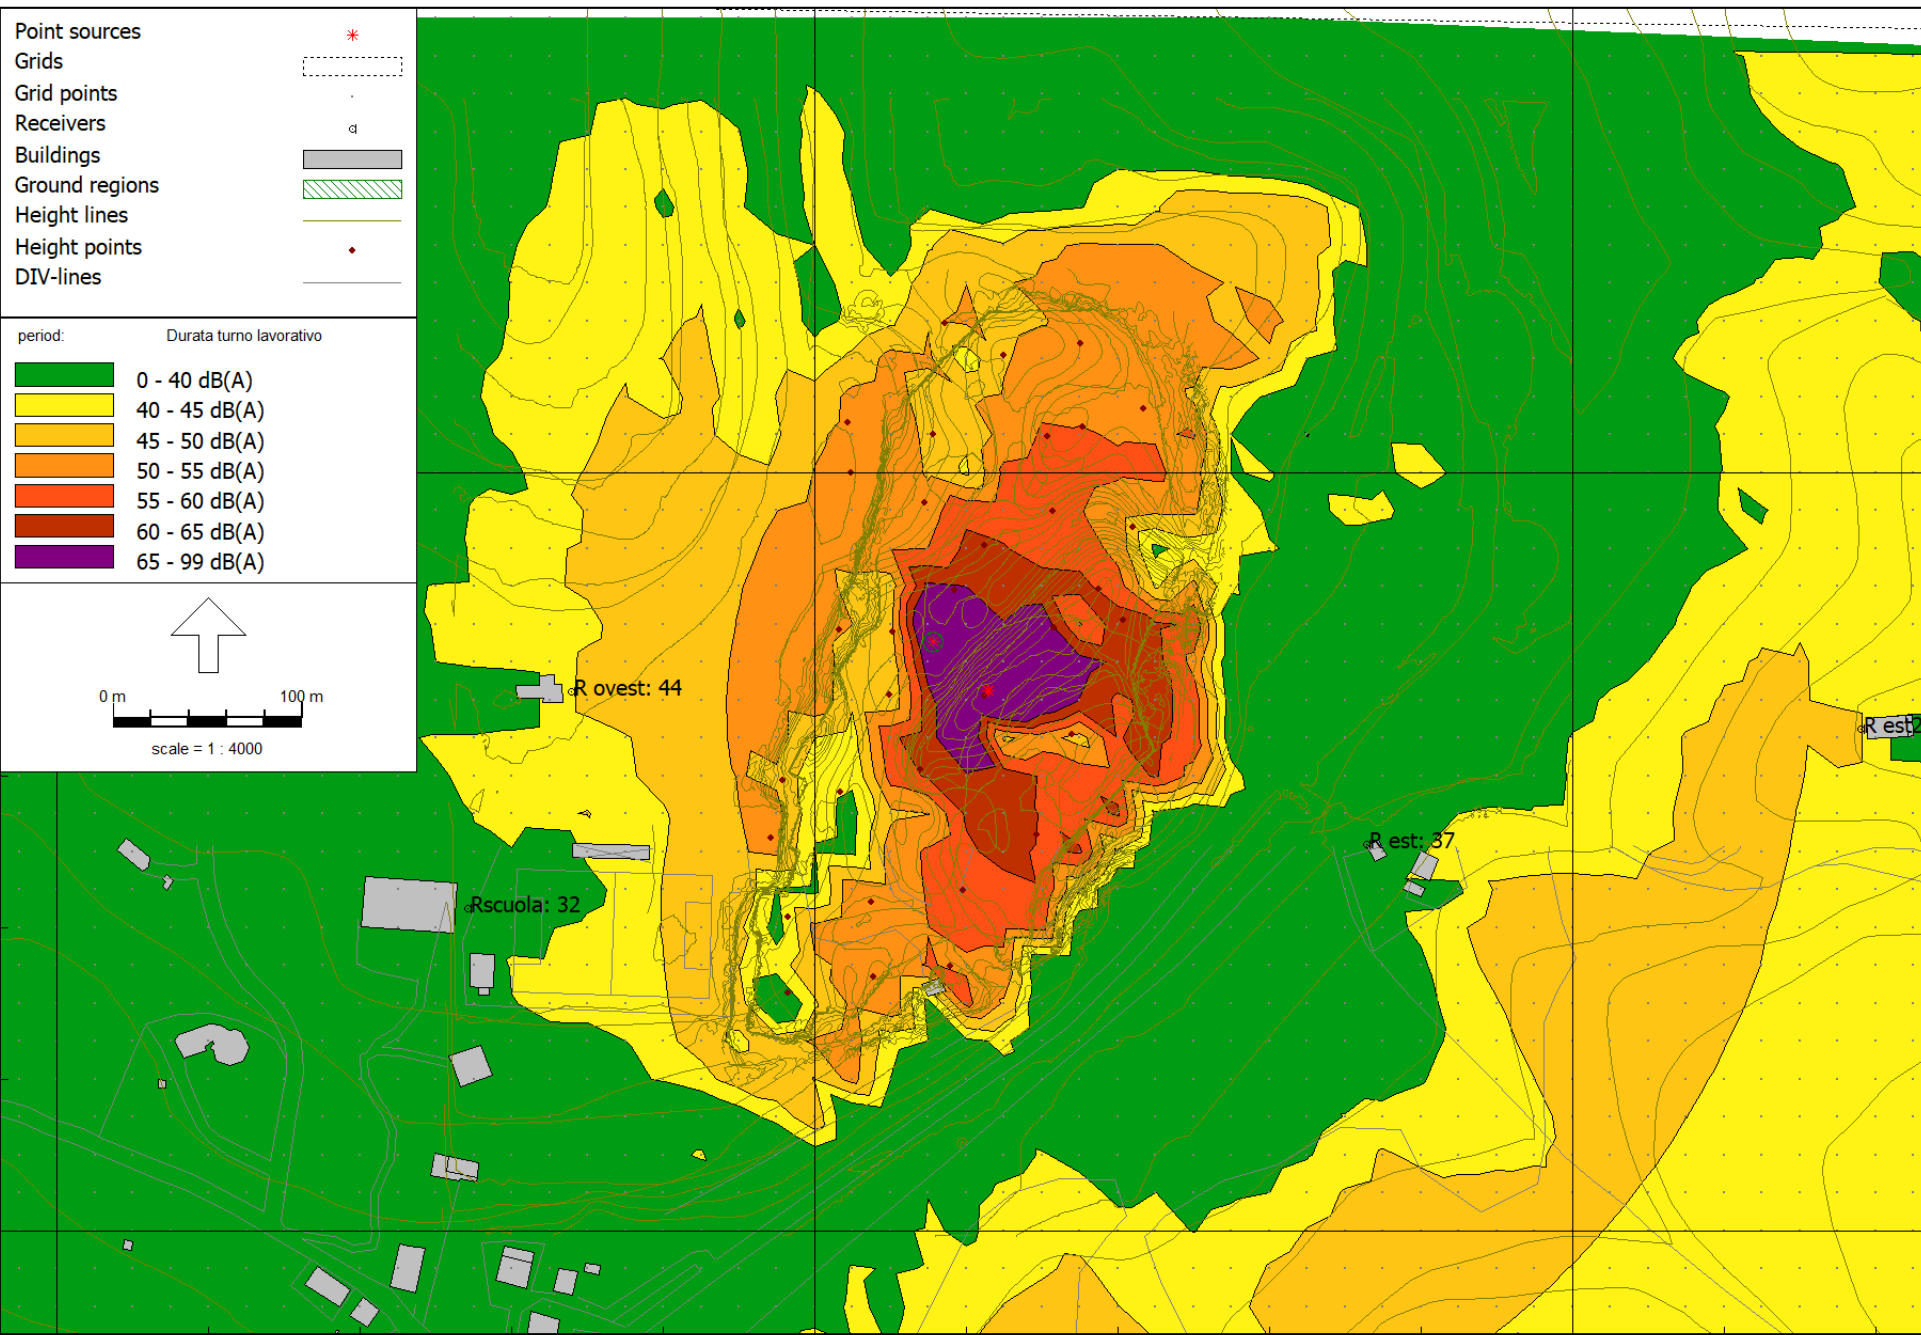 Point sources
Grids
Grid points
Receivers
Buildings
Ground regions
Height lines
Height points
DIV-lines
period: Durata turno lavorativo
0 - 40 dB(A)
40 - 45 dB(A)
45 - 50 dB(A)
50 - 55 dB(A)
55 - 60 dB(A)
60 - 65 dB(A)
65 - 99 dB(A)
0 m 100 m
scale = 1 : 4000
R ovest: 44
R est2
R est: 37
Rscuola: 32